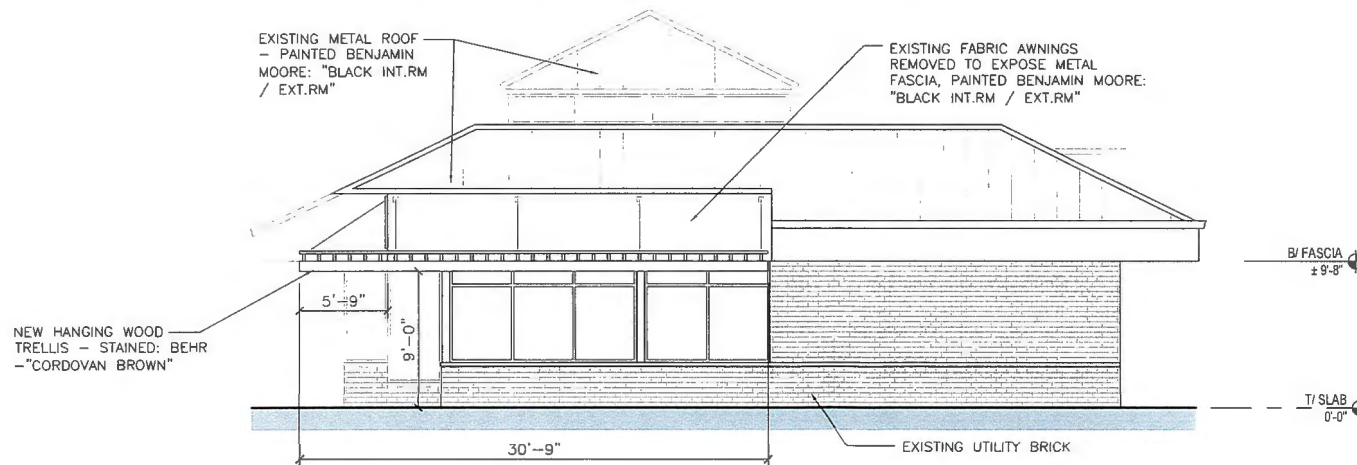 EXISTING METAL ROOF
– PAINTED BENJAMIN
MOORE: "BLACK INT.RM
/ EXT.RM"
EXISTING FABRIC AWNINGS
REMOVED TO EXPOSE METAL
FASCIA, PAINTED BENJAMIN MOORE:
"BLACK INT.RM / EXT.RM"
B/ FASCIA
± 9'-8"
5'–9"
9'–0"
NEW HANGING WOOD
TRELLIS – STAINED: BEHR
–"CORDOVAN BROWN"
T/ SLAB
0'-0"
30'–9"
EXISTING UTILITY BRICK